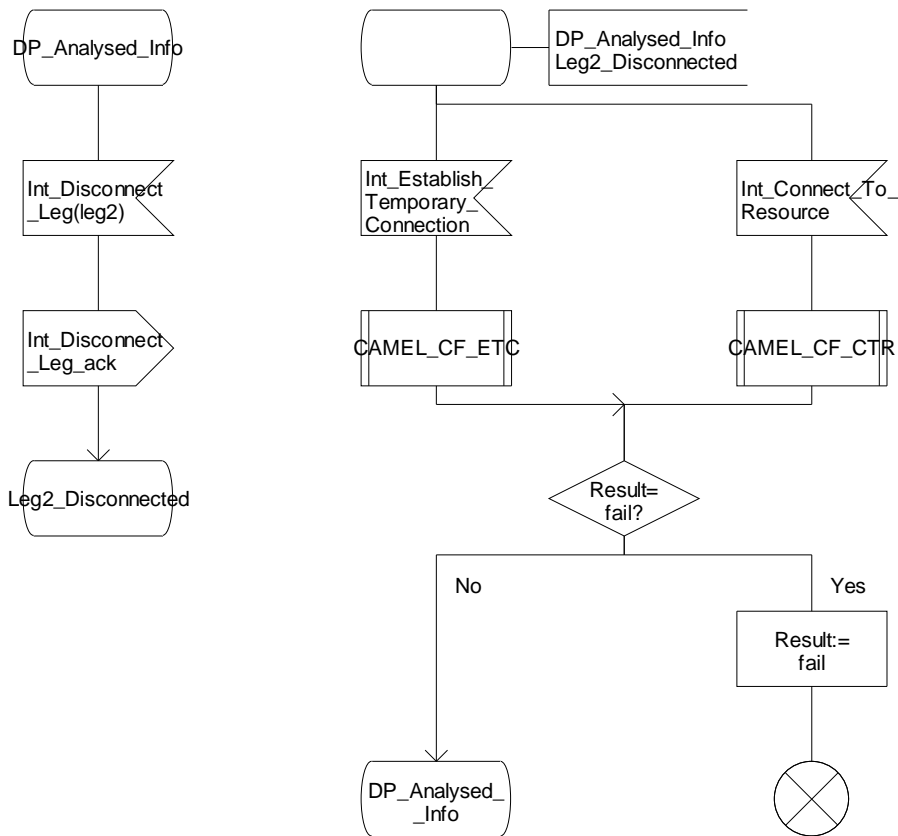 DP_Analysed_Info
DP_Analysed_Info
Leg2_Disconnected
Int_Disconnect
_Leg(leg2)
Int_Establish_
Temporary_
Connection
Int_Connect_To_
Resource
Int_Disconnect
_Leg_ack
CAMEL_CF_ETC
CAMEL_CF_CTR
Leg2_Disconnected
Result=
fail?
No
Yes
Result:=
fail
DP_Analysed_
_Info